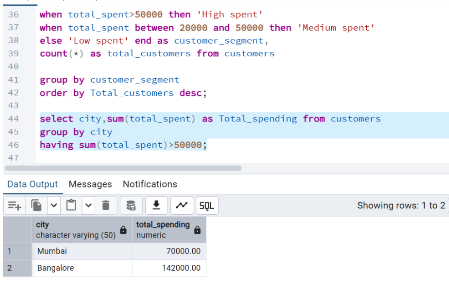 36 when total_spent>50000 then 'High spent'
37 when total_spent between 20000 and 50000 then 'Medium spent'
38 else 'Low spent' end as customer_segment,
39 count(*) as total_customers from customers
40
41 group by customer_segment
42 order by Total_customers desc;
43
44 select city,sum(total_spent) as Total_spending from customers
45 group by city
46 having sum(total_spent)>50000;
47
Data Output Messages Notifications
SQL Showing rows: 1 to 2
city total_spending
character varying (50) numeric
1 Mumbai 70000.00
2 Bangalore 142000.00